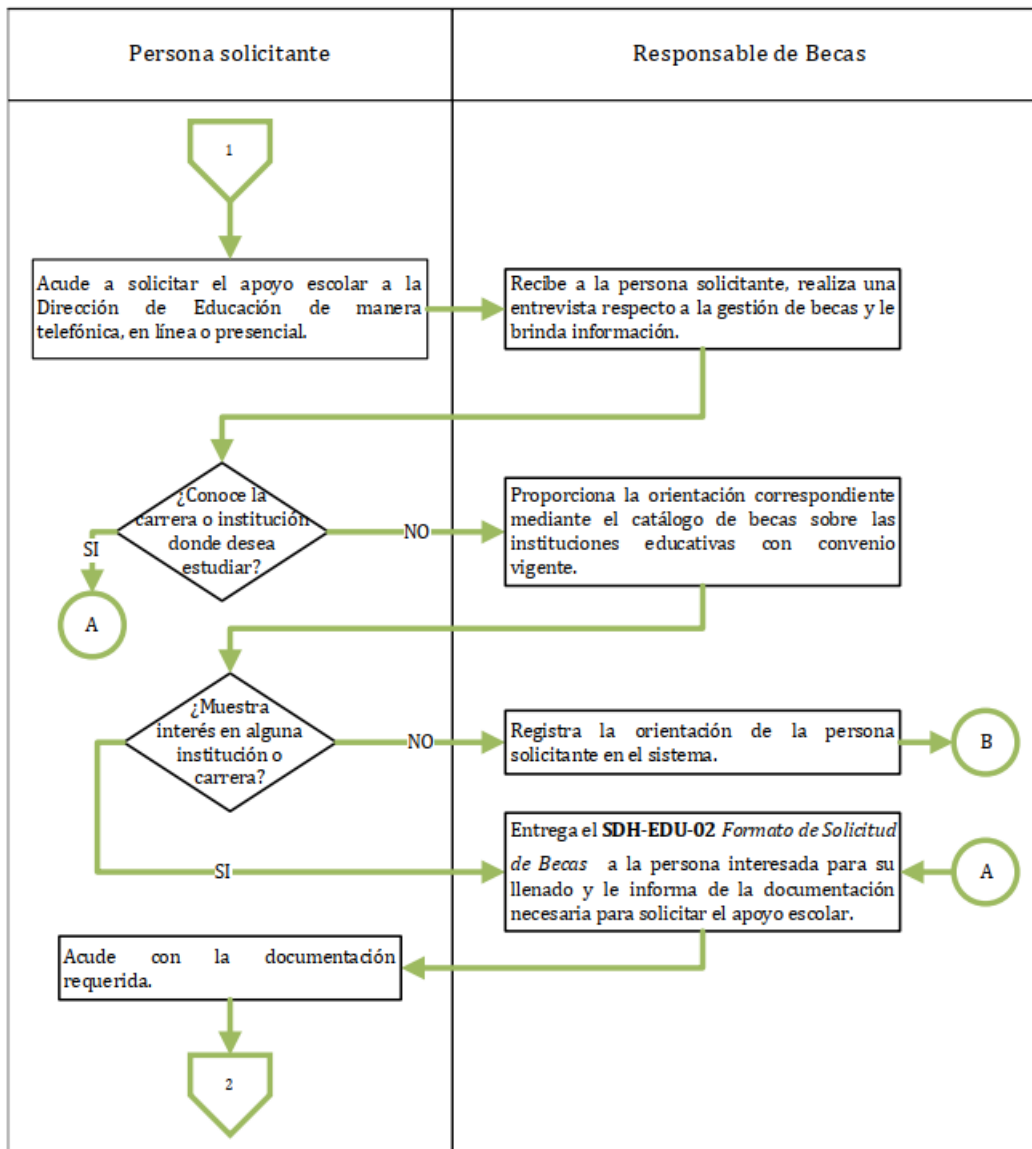 Persona solicitante
Responsable de Becas
1
Acude a solicitar el apoyo escolar a la
Dirección de Educación de manera
telefónica, en línea o presencial.
Recibe a la persona solicitante, realiza una
entrevista respecto a la gestión de becas y le
brinda información.
¿Conoce la
carrera o institución
donde desea
estudiar?
SI
NO
A
Proporciona la orientación correspondiente
mediante el catálogo de becas sobre las
instituciones educativas con convenio
vigente.
¿Muestra
interés en alguna
institución o
carrera?
NO
Registra la orientación de la persona
solicitante en el sistema.
B
SI
Entrega el SDH-EDU-02 Formato de Solicitud
de Becas a la persona interesada para su
llenado y le informa de la documentación
necesaria para solicitar el apoyo escolar.
A
Acude con la documentación
requerida.
2